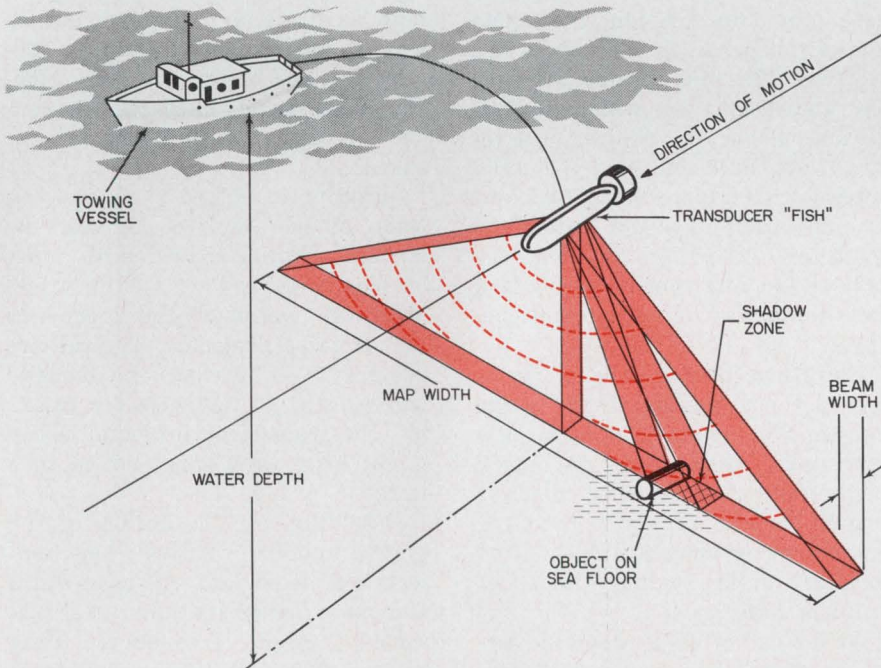 TOWING
VESSEL
DIRECTION OF MOTION
TRANSDUCER "FISH"
SHADOW
ZONE
BEAM
WIDTH
MAP WIDTH
WATER DEPTH
OBJECT ON
SEA FLOOR